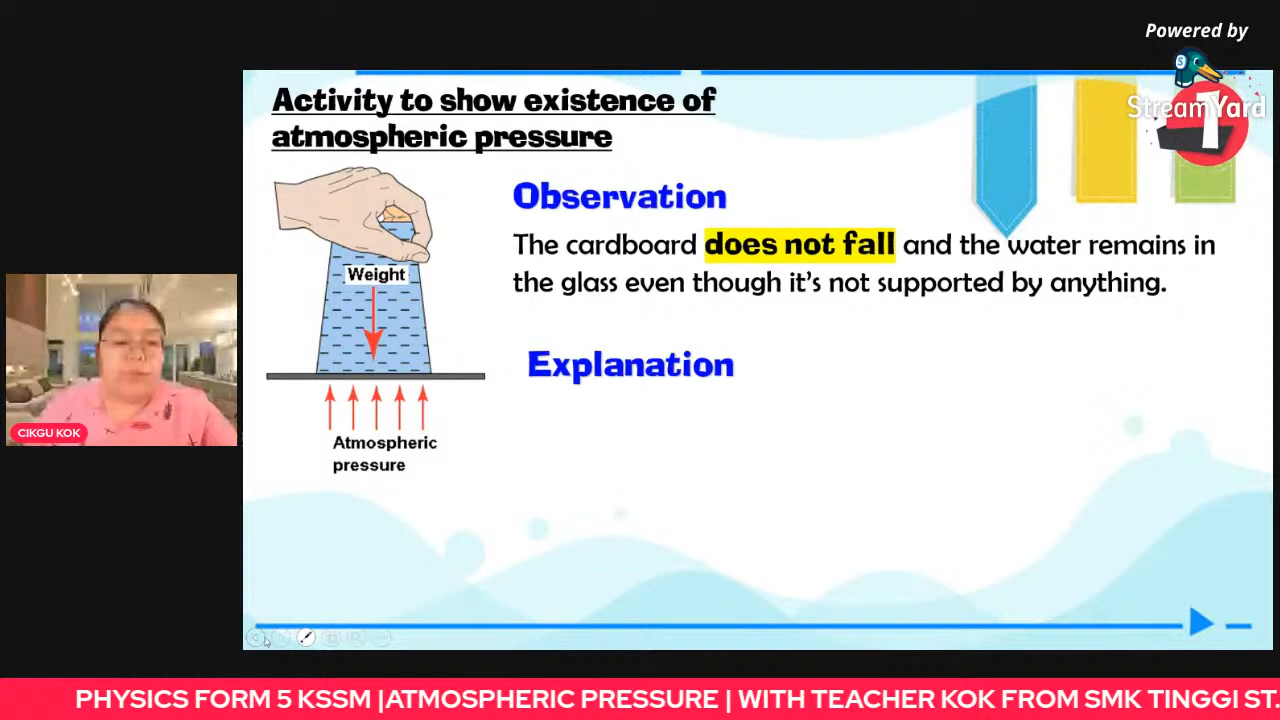 Powered by
StreamYard
1
Activity to show existence of
atmospheric pressure
Observation
The cardboard does not fall and the water remains in
the glass even though it's not supported by anything.
Weight
Explanation
CIKGU KOK
Atmospheric
pressure
PHYSICS FORM 5 KSSM |ATMOSPHERIC PRESSURE | WITH TEACHER KOK FROM SMK TINGGI ST.